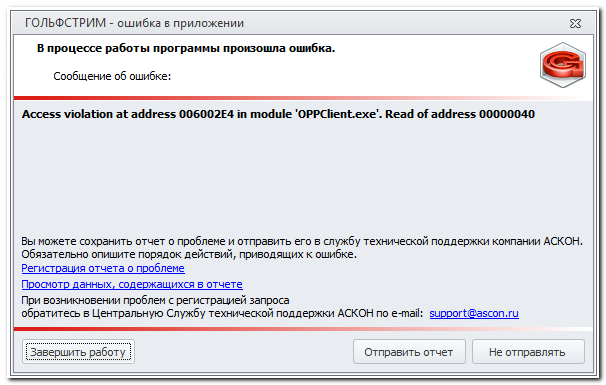 ГОЛЬФСТРИМ - ошибка в приложении
В процессе работы программы произошла ошибка.
Сообщение об ошибке:
Access violation at address 006002E4 in module 'OPPClient.exe'. Read of address 00000040
Вы можете сохранить отчет о проблеме и отправить его в службу технической поддержки компании АСКОН.
Обязательно опишите порядок действий, приводящих к ошибке.
Регистрация отчета о проблеме
Просмотр данных, содержащихся в отчете
При возникновении проблем с регистрацией запроса
обратитесь в Центральную Службу технической поддержки АСКОН по e-mail: support@ascon.ru
Завершить работу
Отправить отчет
Не отправлять